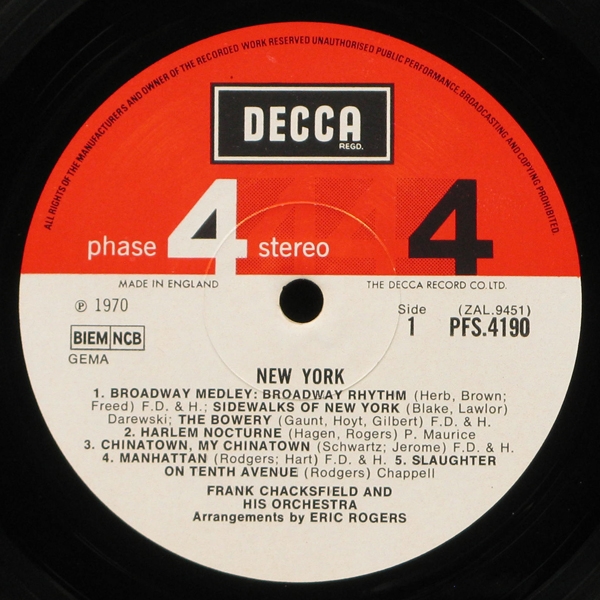 ALL RIGHTS OF THE MANUFACTURERS AND OWNER OF THE RECORDED WORK RESERVED UNAUTHORISED PUBLIC PERFORMANCE, BROADCASTING AND COPYING PROHIBITED.
DECCA
REGD.
phase 4 stereo 4
MADE IN ENGLAND THE DECCA RECORD CO. LTD.
℗ 1970
Side (ZAL.9451)
1 PFS.4190
BIEM NCB
GEMA
NEW YORK
1. BROADWAY MEDLEY: BROADWAY RHYTHM (Herb, Brown;
Freed) F.D. & H.; SIDEWALKS OF NEW YORK (Blake, Lawlor)
Darewski; THE BOWERY (Gaunt, Hoyt, Gilbert) F.D. & H.
2. HARLEM NOCTURNE (Hagen, Rogers) P. Maurice
3. CHINATOWN, MY CHINATOWN (Schwartz; Jerome) F.D. & H.
4. MANHATTAN (Rodgers; Hart) F.D. & H. 5. SLAUGHTER
ON TENTH AVENUE (Rodgers) Chappell
FRANK CHACKSFIELD AND
HIS ORCHESTRA
Arrangements by ERIC ROGERS